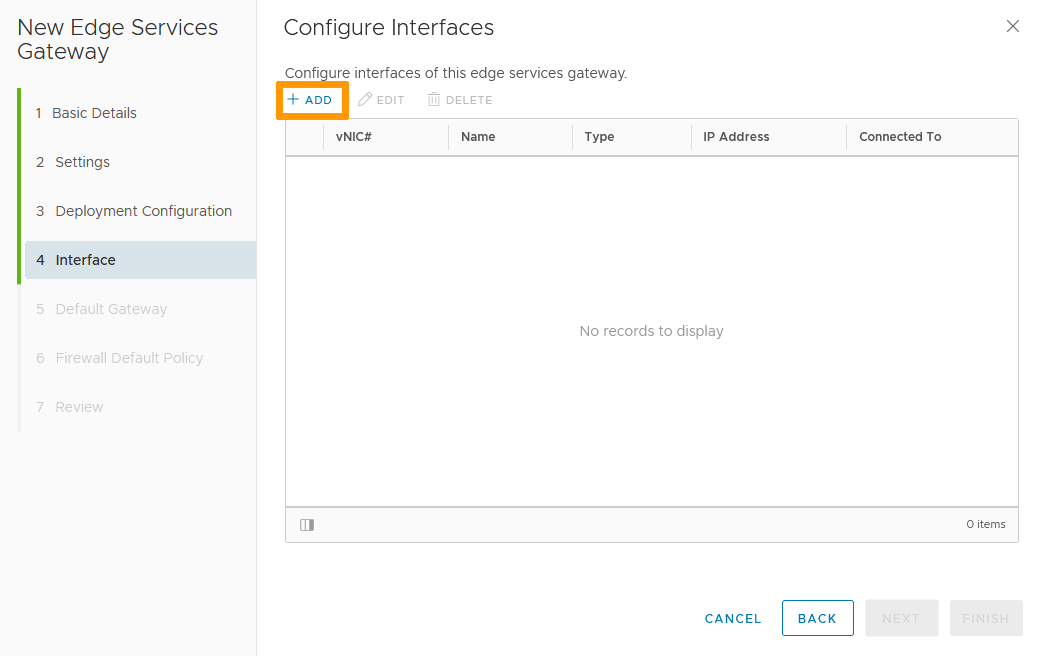 New Edge Services
Gateway
1 Basic Details
2 Settings
3 Deployment Configuration
4 Interface
5 Default Gateway
6 Firewall Default Policy
7 Review
Configure Interfaces
Configure interfaces of this edge services gateway.
+ ADD EDIT DELETE
vNIC# Name Type IP Address Connected To
No records to display
0 items
CANCEL BACK NEXT FINISH